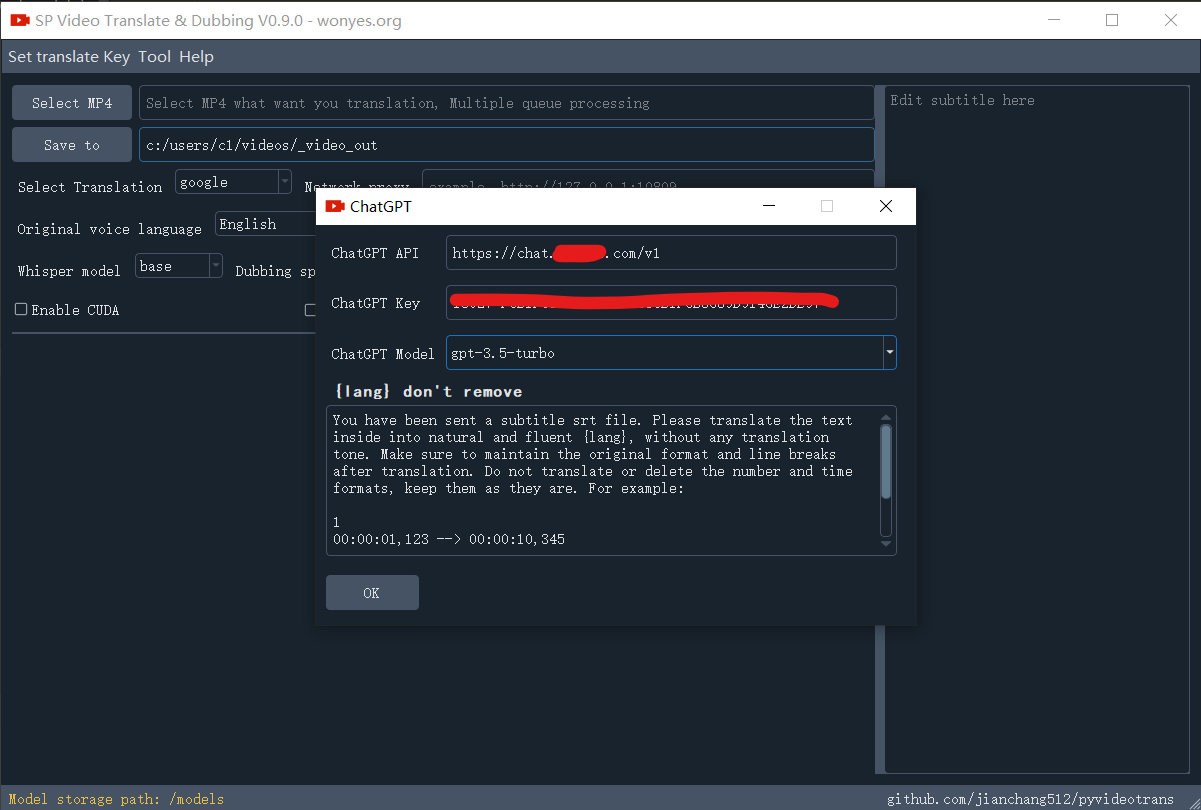 SP Video Translate & Dubbing V0.9.0 - wonyes.org
Set translate Key Tool Help
Select MP4 Select MP4 what want you translation, Multiple queue processing
Edit subtitle here
Save to c:/users/c1/videos/_video_out
Select Translation google Network proxy example http://127.0.0.1:10809
Original voice language English
Whisper model base Dubbing sp
Enable CUDA
ChatGPT
ChatGPT API https://chat. .com/v1
ChatGPT Key
ChatGPT Model gpt-3.5-turbo
{lang} don't remove
You have been sent a subtitle srt file. Please translate the text
inside into natural and fluent {lang}, without any translation
tone. Make sure to maintain the original format and line breaks
after translation. Do not translate or delete the number and time
formats, keep them as they are. For example:
1
00:00:01,123 --> 00:00:10,345
OK
Model storage path: /models
github.com/jianchang512/pyvideotrans